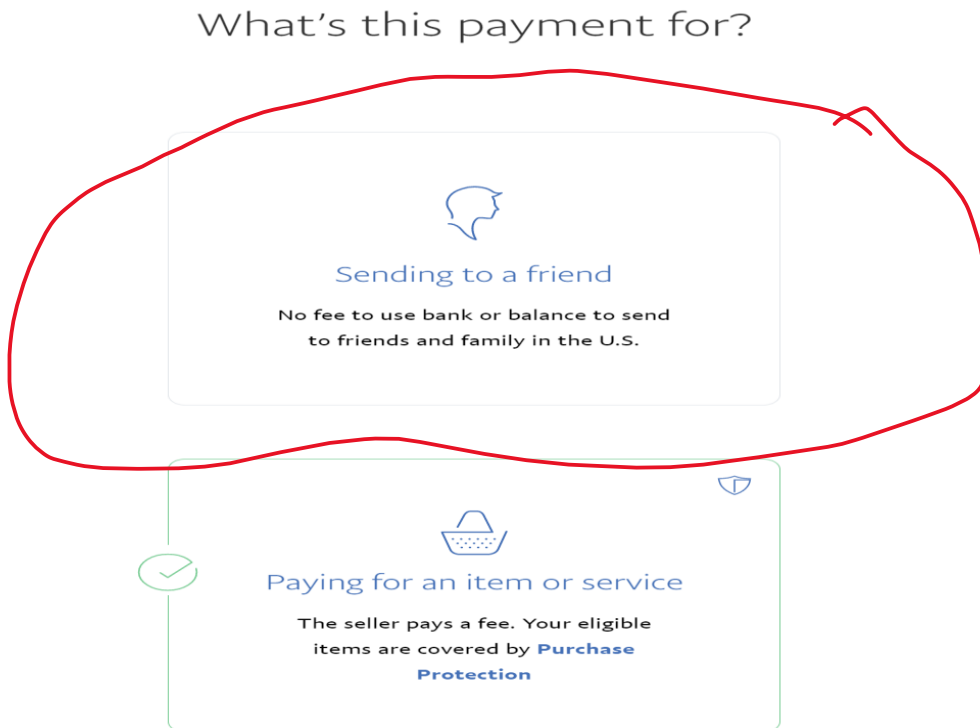 What’s this payment for?
Sending to a friend
No fee to use bank or balance to send
to friends and family in the U.S.
Paying for an item or service
The seller pays a fee. Your eligible
items are covered by Purchase
Protection